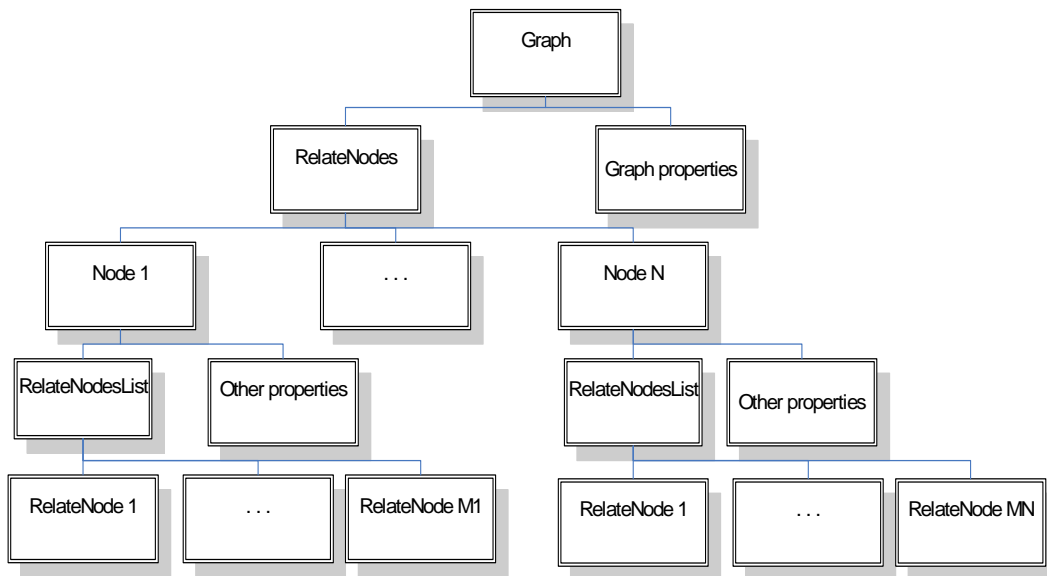 Graph
RelateNodes
Graph properties
Node 1
. . .
Node N
RelateNodesList
Other properties
RelateNodesList
Other properties
RelateNode 1
. . .
RelateNode M1
RelateNode 1
. . .
RelateNode MN